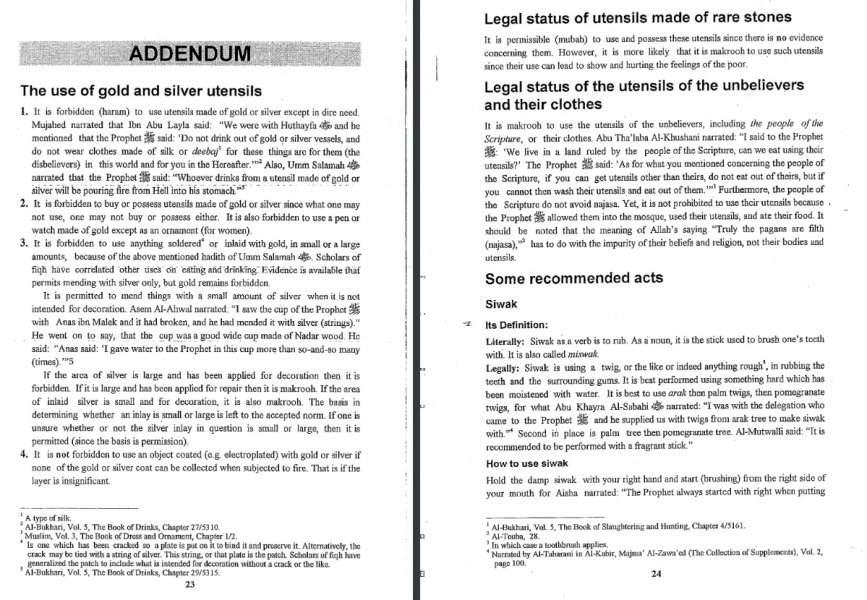 ADDENDUM
The use of gold and silver utensils
1. It is forbidden (haram) to use utensils made of gold or silver except in dire need.
Mujahed narrated that Ibn Abu Layla said: "We were with Huthayfa ﷺ and he
mentioned that the Prophet ﷺ said: 'Do not drink out of gold or silver vessels, and
do not wear clothes made of silk or deebaj¹ for these things are for them (the
disbelievers) in this world and for you in the Hereafter.'"² Also, Umm Salamah
narrated that the Prophet ﷺ said: "Whoever drinks from a utensil made of gold or
silver will be pouring fire from Hell into his stomach."³
2. It is forbidden to buy or possess utensils made of gold or silver since what one may
not use, one may not buy or possess either. It is also forbidden to use a pen or
watch made of gold except as an ornament (for women).
3. It is forbidden to use anything soldered⁴ or inlaid with gold, in small or a large
amounts, because of the above mentioned hadith of Umm Salamah. Scholars of
fiqh have correlated other uses on eating and drinking. Evidence is available that
permits mending with silver only, but gold remains forbidden.
It is permitted to mend things with a small amount of silver when it is not
intended for decoration. Asem Al-Ahwal narrated: "I saw the cup of the Prophet ﷺ
with Anas ibn Malek and it had broken, and he had mended it with silver (strings)."
He went on to say, that the cup was a good wide cup made of Nadar wood. He
said: "Anas said: 'I gave water to the Prophet in this cup more than so-and-so many
(times).'"5
If the area of silver is large and has been applied for decoration then it is
forbidden. If it is large and has been applied for repair then it is makrooh. If the area
of inlaid silver is small and for decoration, it is also makrooh. The basis in
determining whether an inlay is small or large is left to the accepted norm. If one is
unsure whether or not the silver inlay in question is small or large, then it is
permitted (since the basis is permission).
4. It is not forbidden to use an object coated (e.g. electroplated) with gold or silver if
none of the gold or silver coat can be collected when subjected to fire. That is if the
layer is insignificant.
¹ A type of silk.
² Al-Bukhari, Vol. 5, The Book of Drinks, Chapter 27/5310.
³ Muslim, Vol. 3, The Book of Dress and Ornament, Chapter 1/2.
⁴ Is one which has been cracked so a plate is put on it to bind it and preserve it. Alternatively, the
crack may be tied with a string of silver. This string, or that plate is the patch. Scholars of fiqh have
generalized the patch to include what is intended for decoration without a crack or the like.
⁵ Al-Bukhari, Vol. 5, The Book of Drinks, Chapter 29/5315.
23
Legal status of utensils made of rare stones
It is permissible (mubah) to use and possess these utensils since there is no evidence
concerning them. However, it is more likely that it is makrooh to use such utensils
since their use can lead to show and hurting the feelings of the poor.
Legal status of the utensils of the unbelievers
and their clothes
It is makrooh to use the utensils of the unbelievers, including the people of the
Scripture, or their clothes. Abu Tha'laba Al-Khushani narrated: "I said to the Prophet
ﷺ: 'We live in a land ruled by the people of Scripture, can we eat using their
utensils?' The Prophet ﷺ said: 'As for what you mentioned concerning the people of
the Scripture, if you can get utensils other than theirs, do not eat out of theirs, but if
you cannot then wash their utensils and eat out of them.'"¹ Furthermore, the people of
the Scripture do not avoid najasa. Yet, it is not prohibited to use their utensils because
the Prophet ﷺ allowed them into the mosque, used their utensils, and ate their food. It
should be noted that the meaning of Allah's saying "Truly the pagans are filth
(najasa),"² has to do with the impurity of their beliefs and religion, not their bodies and
utensils.
Some recommended acts
Siwak
Its Definition:
Literally: Siwak as a verb is to rub. As a noun, it is the stick used to brush one's teeth
with. It is also called miswak.
Legally: Siwak is using a twig, or the like or indeed anything rough³, in rubbing the
teeth and the surrounding gums. It is best performed using something hard which has
been moistened with water. It is best to use arak then palm twigs, then pomegranate
twigs, for what Abu Khayra Al-Sabahi narrated: "I was with the delegation who
came to the Prophet ﷺ and he supplied us with twigs from arak tree to make siwak
with."⁴ Second in place is palm tree then pomegranate tree. Al-Mutwalli said: "It is
recommended to be performed with a fragrant stick."
How to use siwak
Hold the damp siwak with your right hand and start (brushing) from the right side of
your mouth for Aisha narrated: "The Prophet always started with right when putting
¹ Al-Bukhari, Vol. 5, The Book of Slanghtering and Hunting, Chapter 4/5161.
² Al-Touba, 28.
³ In which case a toothbrush applies.
⁴ Narrated by Al-Tabarani in Al-Kabir, Majma' Al-Zawa'ed (The Collection of Supplements), Vol. 2,
page 100.
24